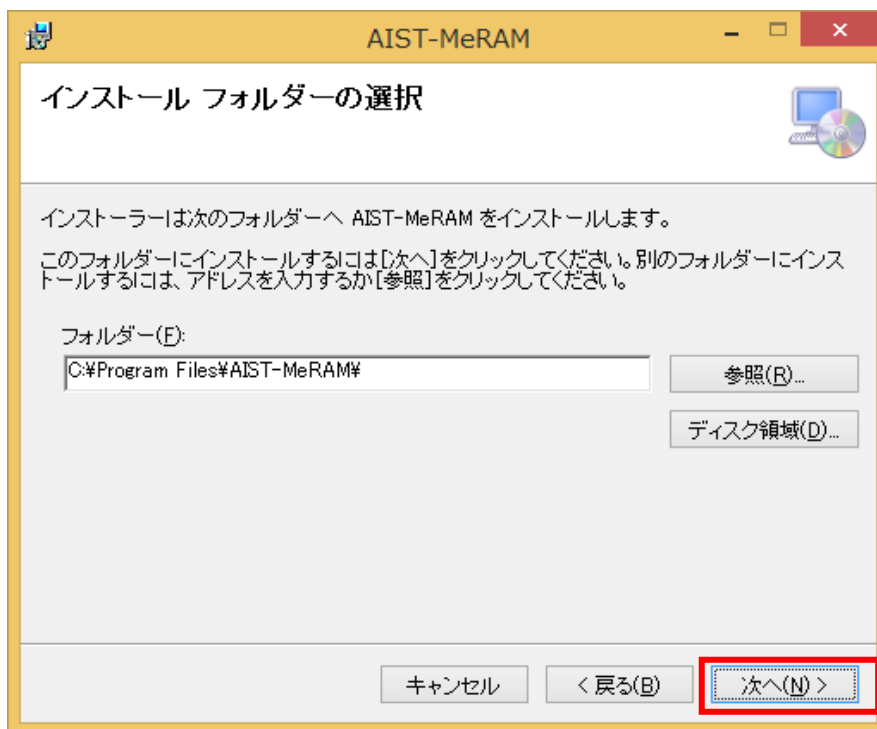 AIST-MeRAM
インストール フォルダーの選択
インストーラーは次のフォルダーへ AIST-MeRAM をインストールします。
このフォルダーにインストールするには[次へ]をクリックしてください。別のフォルダーにインス
トールするには、アドレスを入力するか[参照]をクリックしてください。
フォルダー(F):
C:¥Program Files¥AIST-MeRAM¥
参照(R)...
ディスク領域(D)...
キャンセル
< 戻る(B)
次へ(N) >